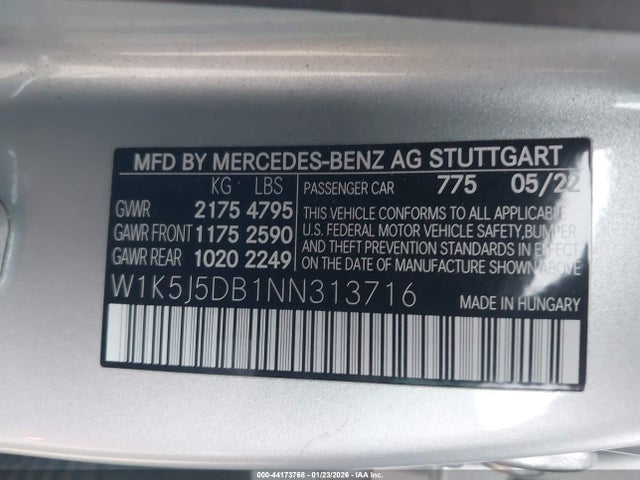 MFD BY MERCEDES-BENZ AG STUTTGART
KG LBS
GVWR 2175 4795
GAWR FRONT 1175 2590
GAWR REAR 1020 2249
PASSENGER CAR 775 05/22
THIS VEHICLE CONFORMS TO ALL APPLICABLE
U.S. FEDERAL MOTOR VEHICLE SAFETY, BUMPER
AND THEFT PREVENTION STANDARDS IN EFFECT
ON THE DATE OF MANUFACTURE SHOWN ABOVE.
W1K5J5DB1NN313716 MADE IN HUNGARY
000-44173768 - 01/23/2026 - IAAI.COM